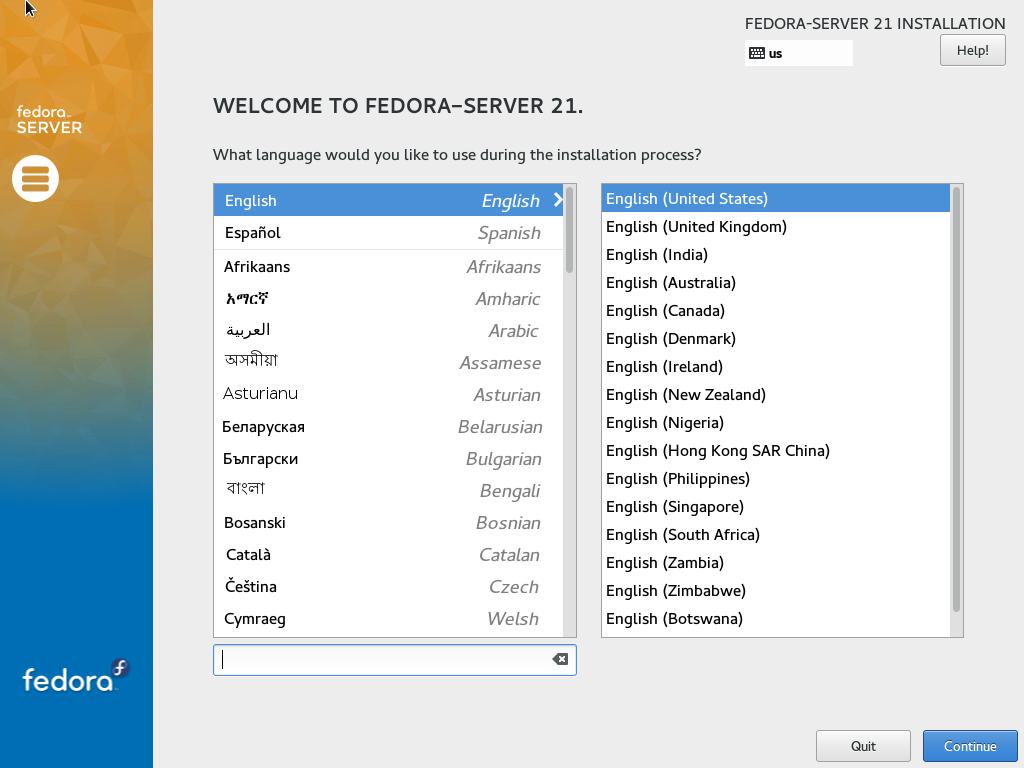 FEDORA-SERVER 21 INSTALLATION
us
Help!
fedora
SERVER
WELCOME TO FEDORA-SERVER 21.
What language would you like to use during the installation process?
English English
Español Spanish
Afrikaans Afrikaans
አማርኛ Amharic
العربية Arabic
অসমীয়া Assamese
Asturianu Asturian
Беларуская Belarusian
Български Bulgarian
বাংলা Bengali
Bosanski Bosnian
Català Catalan
Čeština Czech
Cymraeg Welsh
English (United States)
English (United Kingdom)
English (India)
English (Australia)
English (Canada)
English (Denmark)
English (Ireland)
English (New Zealand)
English (Nigeria)
English (Hong Kong SAR China)
English (Philippines)
English (Singapore)
English (South Africa)
English (Zambia)
English (Zimbabwe)
English (Botswana)
fedora
Quit
Continue